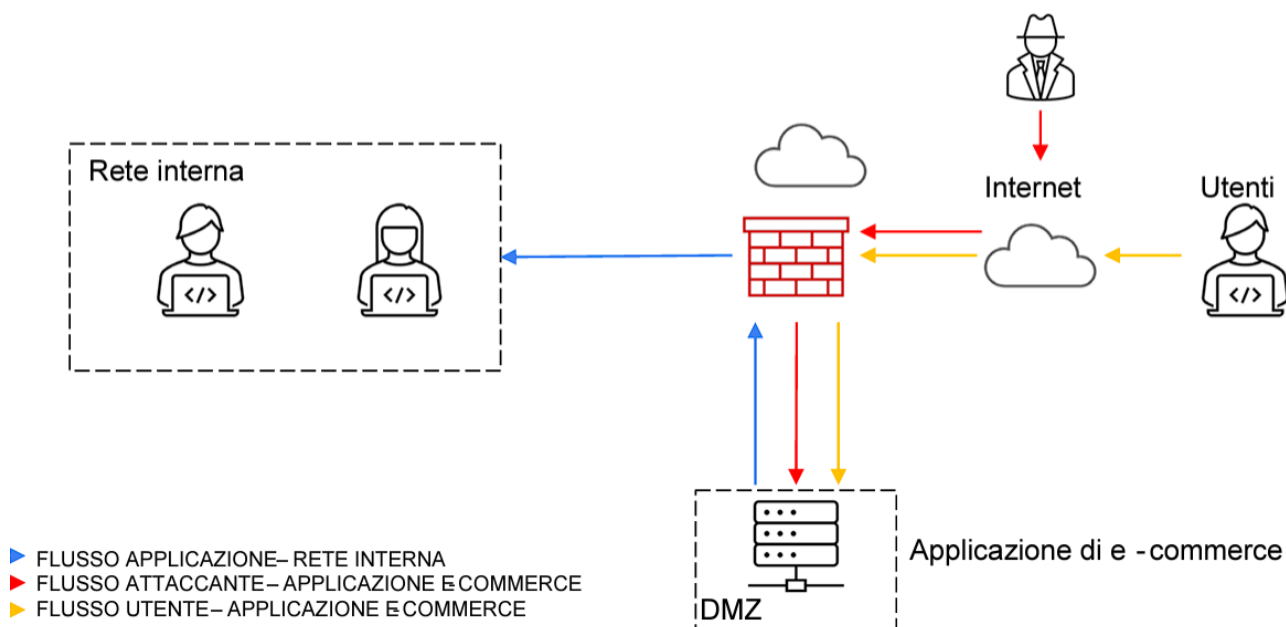 Rete interna
Internet
Utenti
</>
</>
</>
Applicazione di e -commerce
DMZ
FLUSSO APPLICAZIONE– RETE INTERNA
FLUSSO ATTACCANTE – APPLICAZIONE E-COMMERCE
FLUSSO UTENTE – APPLICAZIONE E-COMMERCE